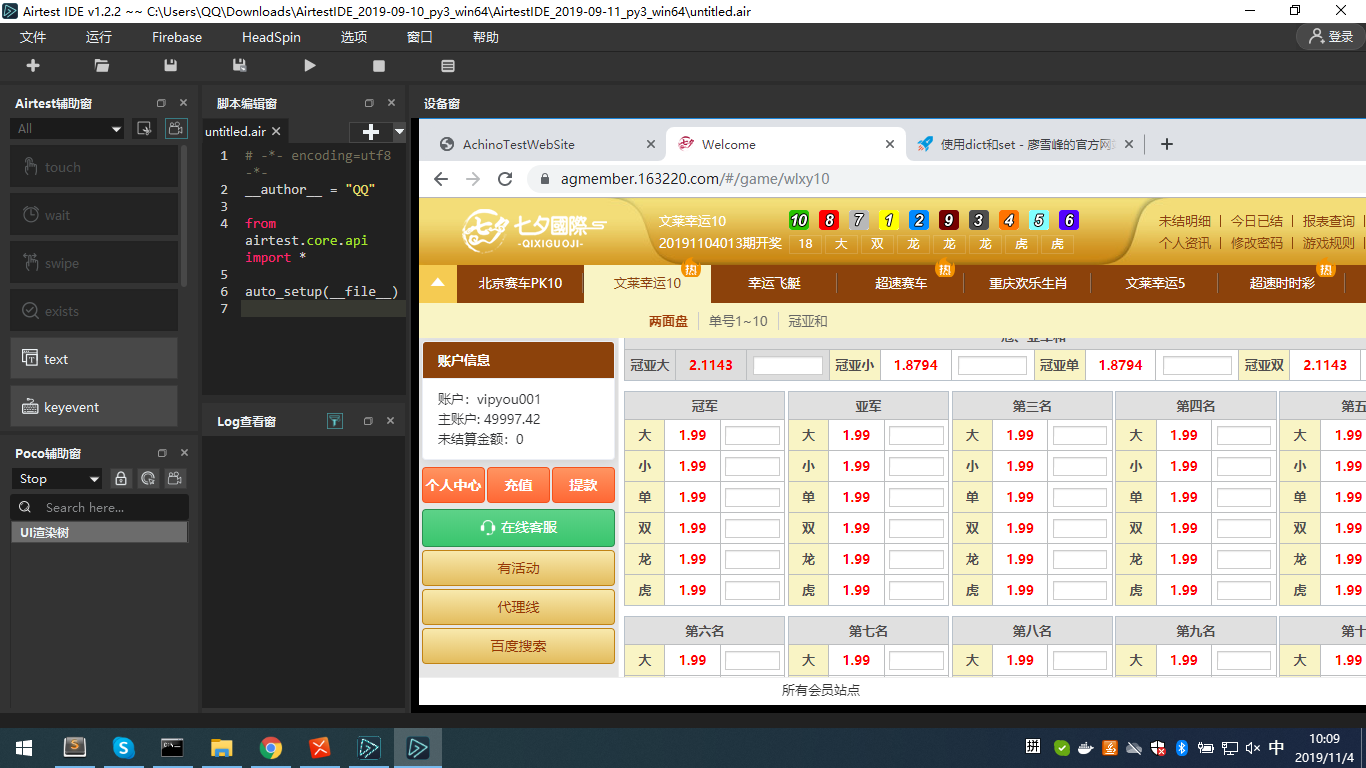 Airtest IDE v1.2.2 ~~ C:\Users\QQ\Downloads\AirtestIDE_2019-09-10_py3_win64\AirtestIDE_2019-09-11_py3_win64\untitled.air
文件 运行 Firebase HeadSpin 选项 窗口 帮助 登录
Airtest辅助窗
All
touch
wait
swipe
exists
text
keyevent
Poco辅助窗
Stop
Search here...
UI渲染树
脚本编辑窗
untitled.air
1 # -*- encoding=utf8
-*-
2 __author__ = "QQ"
3
4 from
airtest.core.api
import *
5
6 auto_setup(__file__)
7
Log查看窗
设备窗
AchinoTestWebSite Welcome 使用dict和set - 廖雪峰的官方网
agmember.163220.com/#/game/wlxy10
七夕 七夕國際
-QIXIGUOJI-
文莱幸运10 10 8 7 1 2 9 3 4 5 6
20191104013期开奖 18 大 双 龙 龙 龙 虎 虎
未结明细 | 今日已结 | 报表查询 |
个人资讯 | 修改密码 | 游戏规则 |
热 热 热
北京赛车PK10 文莱幸运10 幸运飞艇 超速赛车 重庆欢乐生肖 文莱幸运5 超速时时彩
两面盘 单号1~10 冠亚和
账户信息
账户：vipyou001
主账户: 49997.42
未结算金额：0
个人中心 充值 提款
在线客服
有活动
代理线
百度搜索
冠、亚军和
冠亚大 2.1143 冠亚小 1.8794 冠亚单 1.8794 冠亚双 2.1143
冠军 亚军 第三名 第四名 第五
大 1.99 大 1.99 大 1.99 大 1.99 大 1.99
小 1.99 小 1.99 小 1.99 小 1.99 小 1.99
单 1.99 单 1.99 单 1.99 单 1.99 单 1.99
双 1.99 双 1.99 双 1.99 双 1.99 双 1.99
龙 1.99 龙 1.99 龙 1.99 龙 1.99 龙 1.99
虎 1.99 虎 1.99 虎 1.99 虎 1.99 虎 1.99
第六名 第七名 第八名 第九名 第十
大 1.99 大 1.99 大 1.99 大 1.99 大 1.99
所有会员站点
拼 中 10:09
2019/11/4